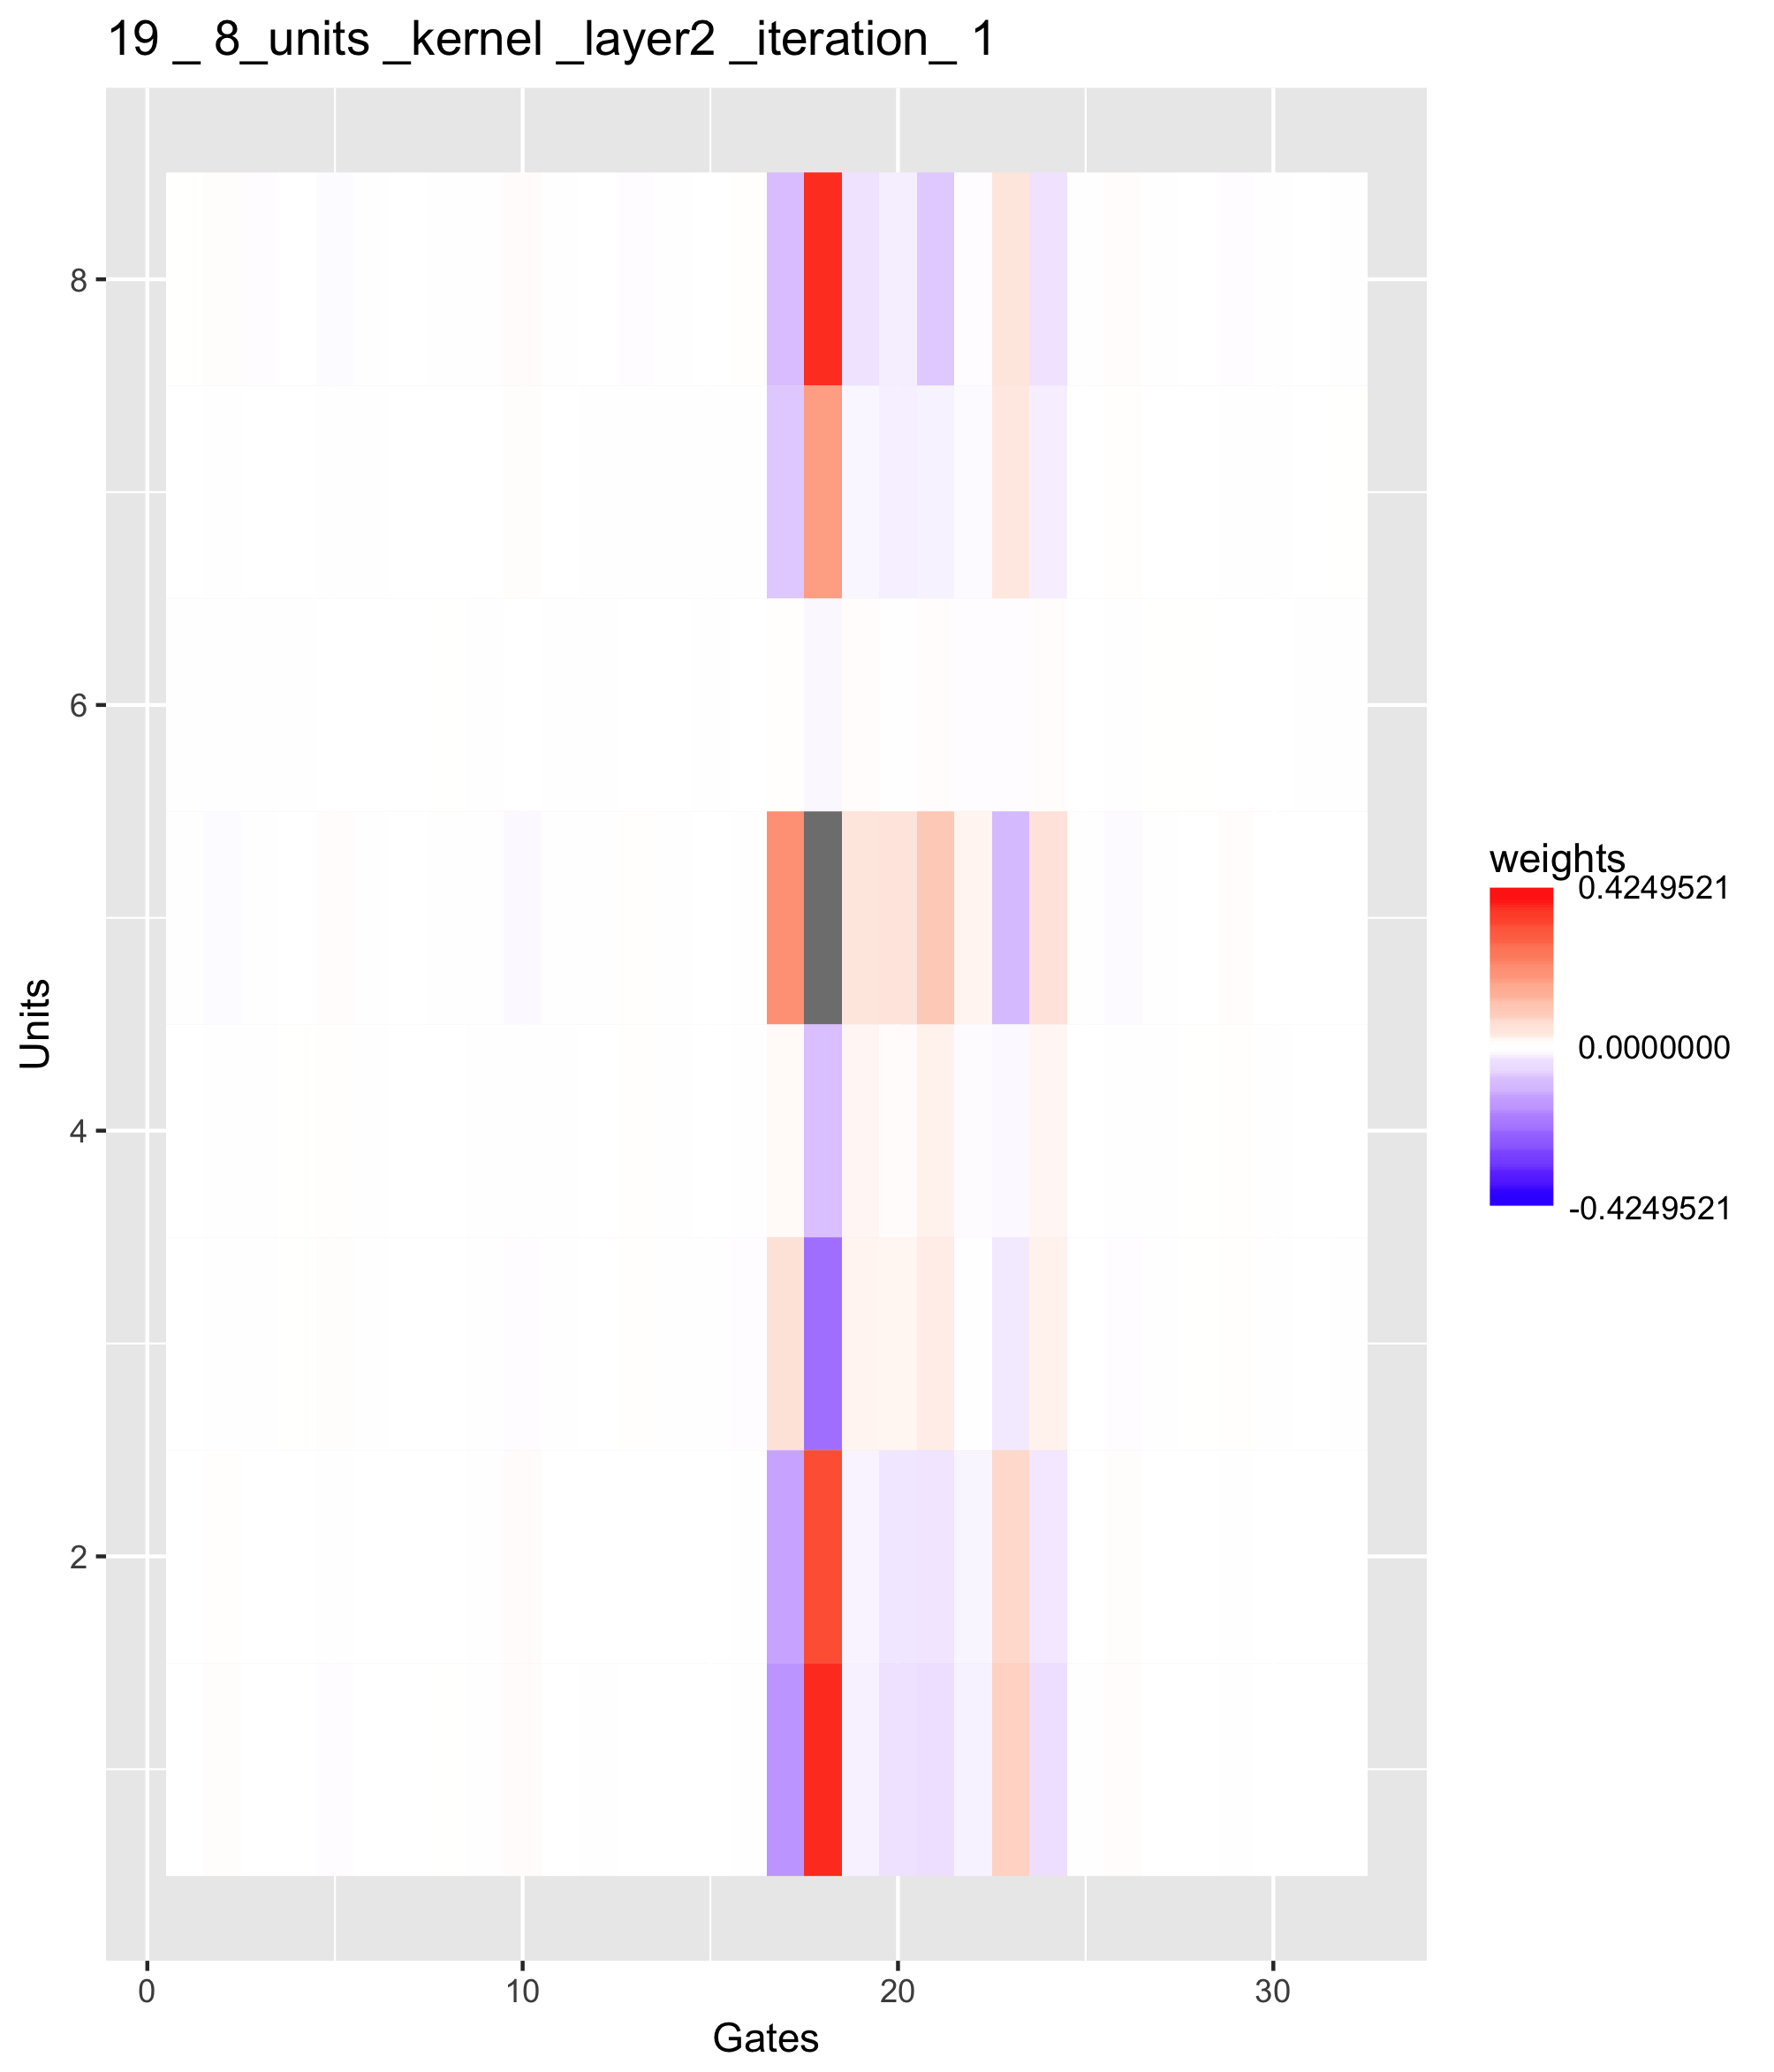 19 _ 8_units _kernel _layer2 _iteration_ 1
8
6
4
2
Units
0 10 20 30
Gates
weights
0.4249521
0.0000000
-0.4249521